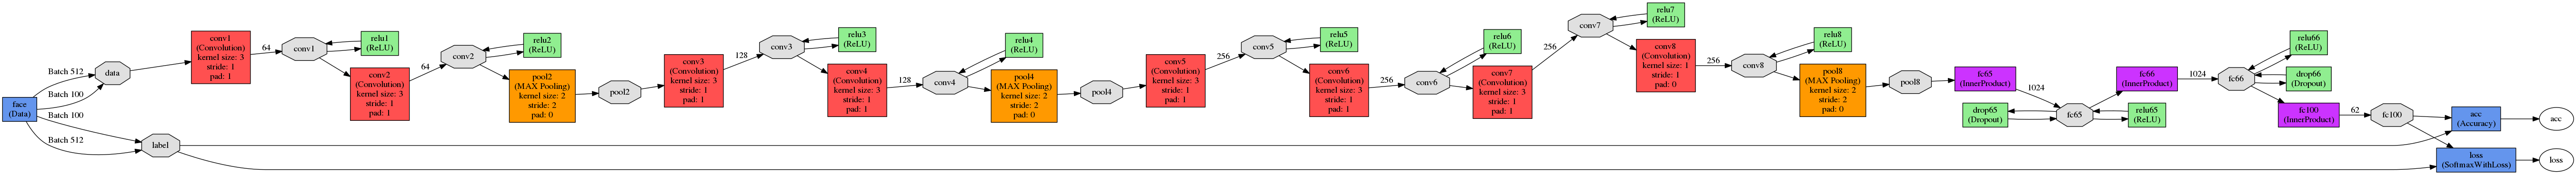 face
(Data)
Batch 512
Batch 100
Batch 100
Batch 512
data
label
conv1
(Convolution)
kernel size: 3
stride: 1
pad: 1
64
conv1
relu1
(ReLU)
conv2
(Convolution)
kernel size: 3
stride: 1
pad: 1
64
conv2
relu2
(ReLU)
pool2
(MAX Pooling)
kernel size: 2
stride: 2
pad: 0
pool2
conv3
(Convolution)
kernel size: 3
stride: 1
pad: 1
128
conv3
relu3
(ReLU)
conv4
(Convolution)
kernel size: 3
stride: 1
pad: 1
128
conv4
relu4
(ReLU)
pool4
(MAX Pooling)
kernel size: 2
stride: 2
pad: 0
pool4
conv5
(Convolution)
kernel size: 3
stride: 1
pad: 1
256
conv5
relu5
(ReLU)
conv6
(Convolution)
kernel size: 3
stride: 1
pad: 1
256
conv6
relu6
(ReLU)
conv7
(Convolution)
kernel size: 3
stride: 1
pad: 1
256
conv7
relu7
(ReLU)
conv8
(Convolution)
kernel size: 1
stride: 1
pad: 0
256
conv8
relu8
(ReLU)
pool8
(MAX Pooling)
kernel size: 2
stride: 2
pad: 0
pool8
fc65
(InnerProduct)
1024
drop65
(Dropout)
fc65
relu65
(ReLU)
fc66
(InnerProduct)
1024
fc66
relu66
(ReLU)
drop66
(Dropout)
fc100
(InnerProduct)
62
fc100
acc
(Accuracy)
acc
loss
(SoftmaxWithLoss)
loss